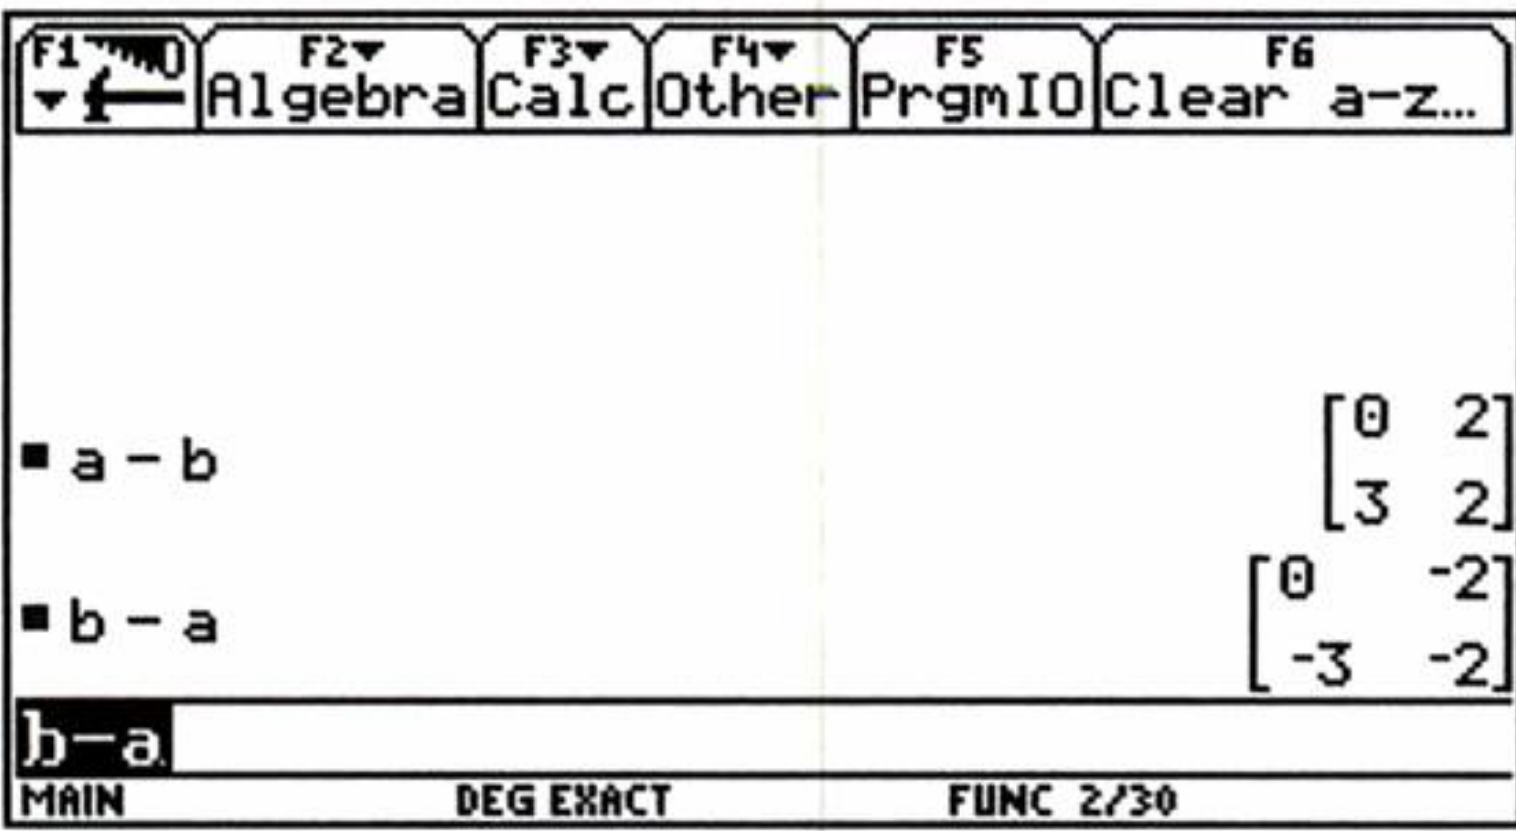 F1 F2▾ F3▾ F4▾ F5 F6
Algebra Calc Other PrgmIO Clear a-z…
▪ a - b [0 2]
[3 2]
▪ b - a [0 -2]
[-3 -2]
b-a
MAIN DEG EXACT FUNC 2/30